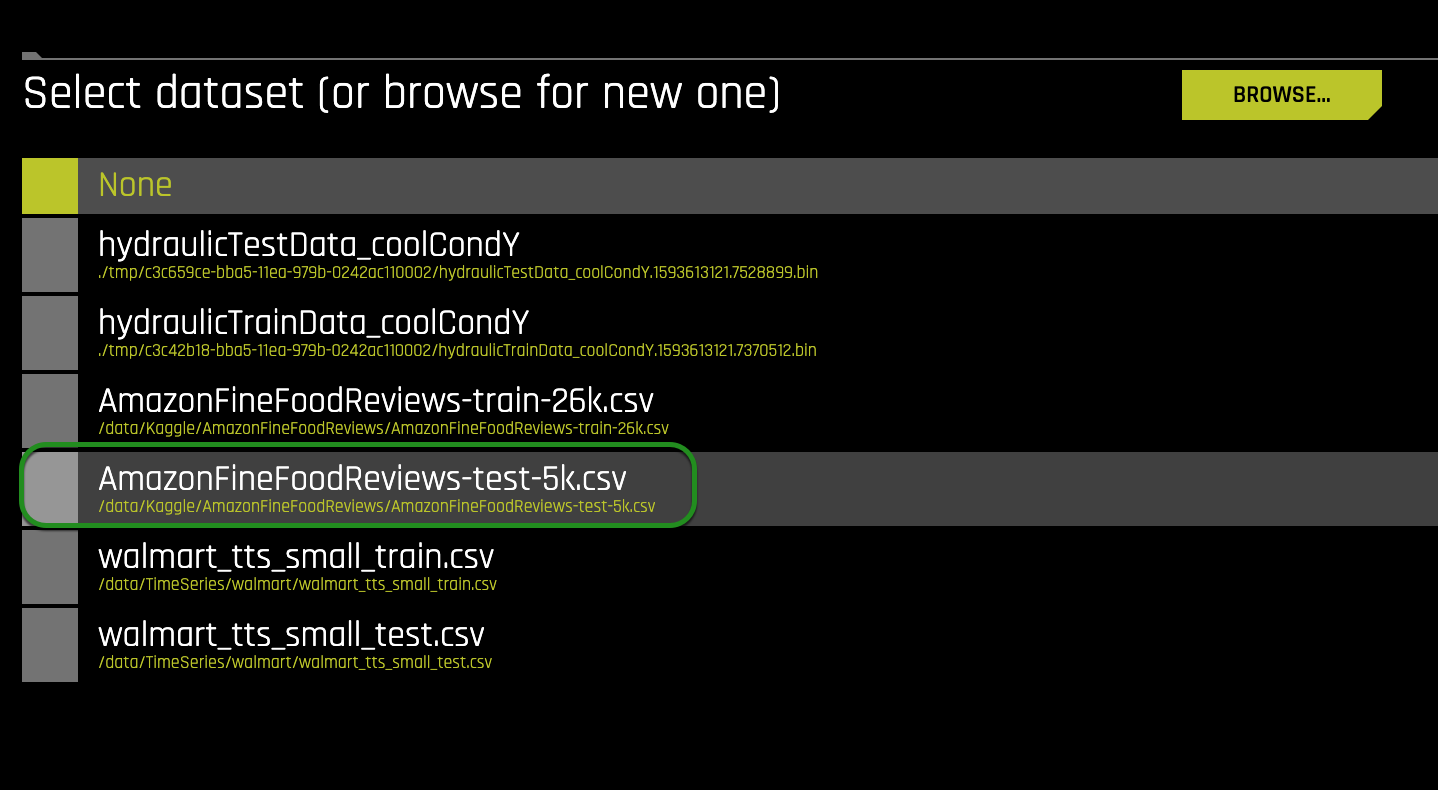 Select dataset (or browse for new one)
BROWSE...
None
hydraulicTestData_coolCondY
./tmp/c3c659ce-bba5-11ea-979b-0242ac110002/hydraulicTestData_coolCondY.1593613121.7528899.bin
hydraulicTrainData_coolCondY
./tmp/c3c42b18-bba5-11ea-979b-0242ac110002/hydraulicTrainData_coolCondY.1593613121.7370512.bin
AmazonFineFoodReviews-train-26k.csv
/data/Kaggle/AmazonFineFoodReviews/AmazonFineFoodReviews-train-26k.csv
AmazonFineFoodReviews-test-5k.csv
/data/Kaggle/AmazonFineFoodReviews/AmazonFineFoodReviews-test-5k.csv
walmart_tts_small_train.csv
/data/TimeSeries/walmart/walmart_tts_small_train.csv
walmart_tts_small_test.csv
/data/TimeSeries/walmart/walmart_tts_small_test.csv